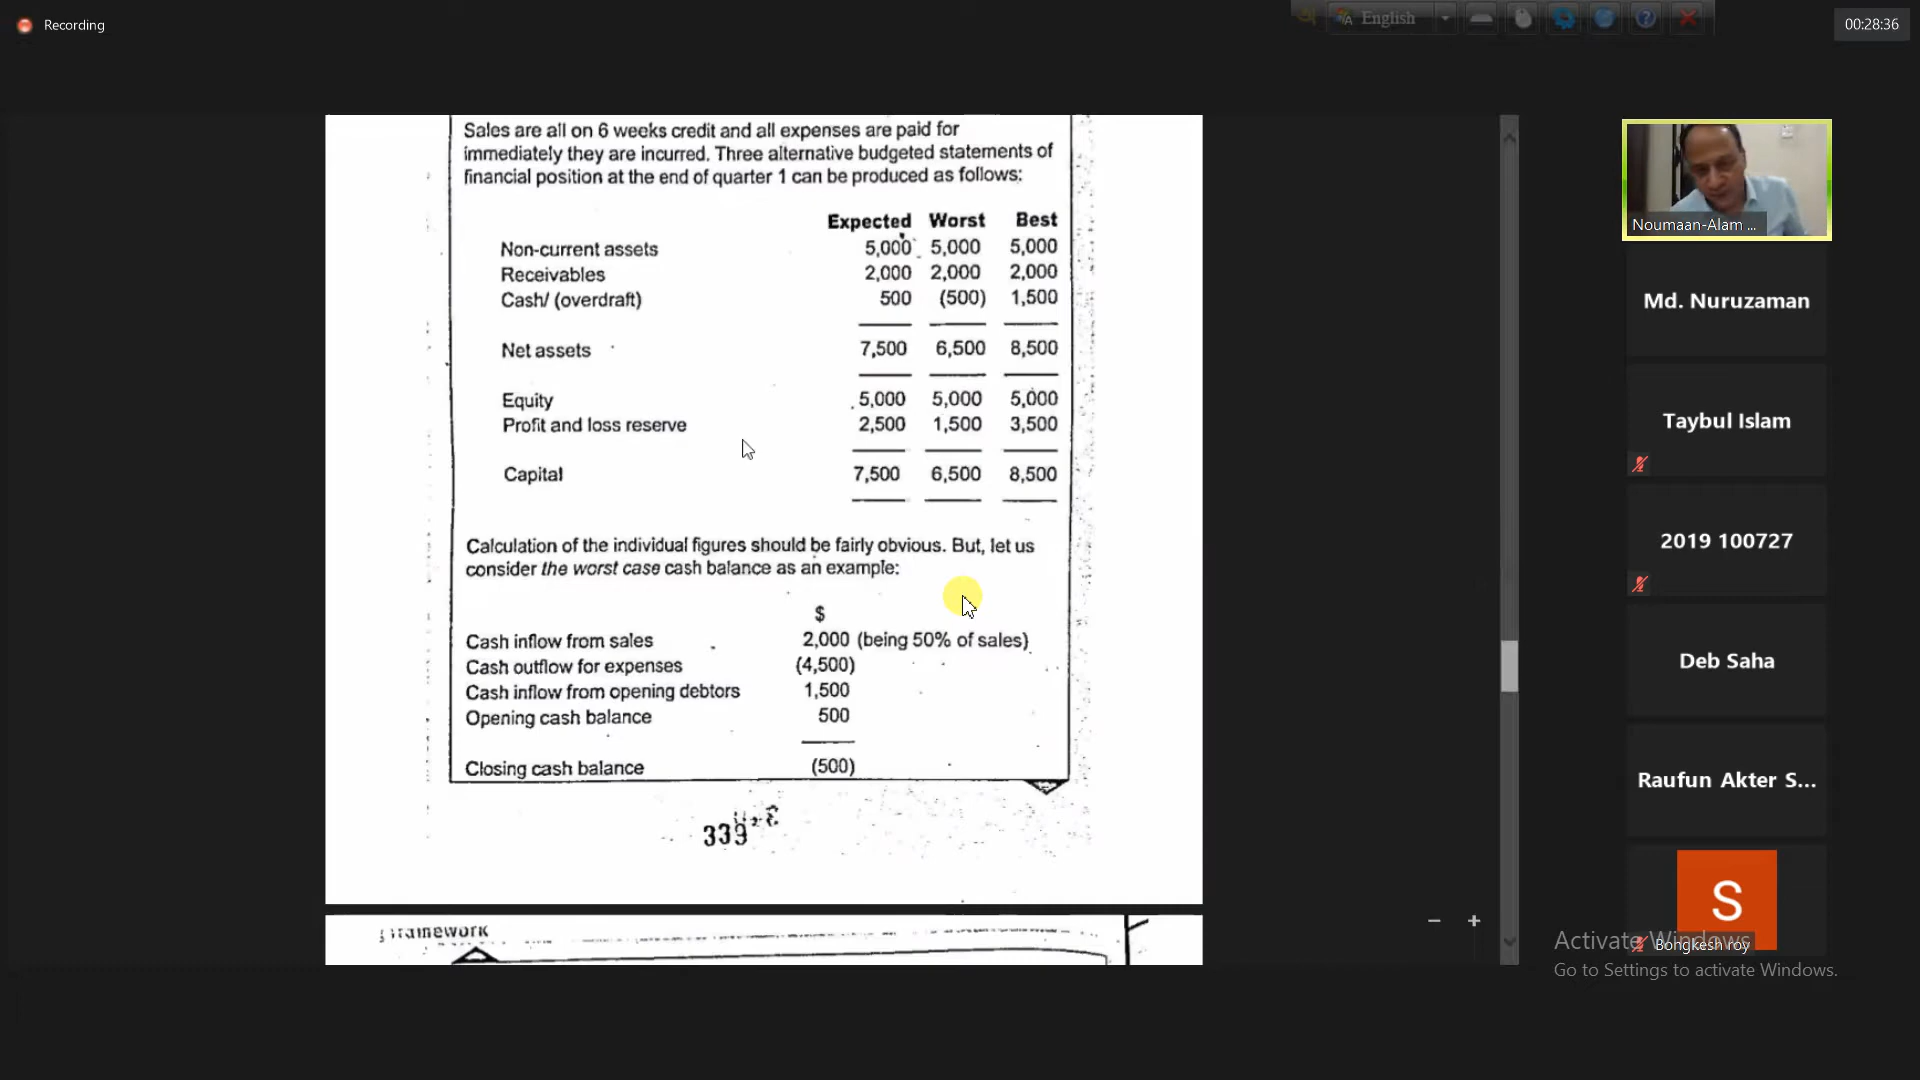 Recording
English
00:28:36
Sales are all on 6 weeks credit and all expenses are paid for
immediately they are incurred. Three alternative budgeted statements of
financial position at the end of quarter 1 can be produced as follows:
Expected Worst Best
Non-current assets 5,000 5,000 5,000
Receivables 2,000 2,000 2,000
Cash/ (overdraft) 500 (500) 1,500
Net assets 7,500 6,500 8,500
Equity 5,000 5,000 5,000
Profit and loss reserve 2,500 1,500 3,500
Capital 7,500 6,500 8,500
Calculation of the individual figures should be fairly obvious. But, let us
consider the worst case cash balance as an example:
$
Cash inflow from sales 2,000 (being 50% of sales)
Cash outflow for expenses (4,500)
Cash inflow from opening debtors 1,500
Opening cash balance 500
Closing cash balance (500)
339
Noumaan-Alam ...
Md. Nuruzaman
Taybul Islam
2019 100727
Deb Saha
Raufun Akter S...
S
Bongkesh roy
Activate Windows
Go to Settings to activate Windows.